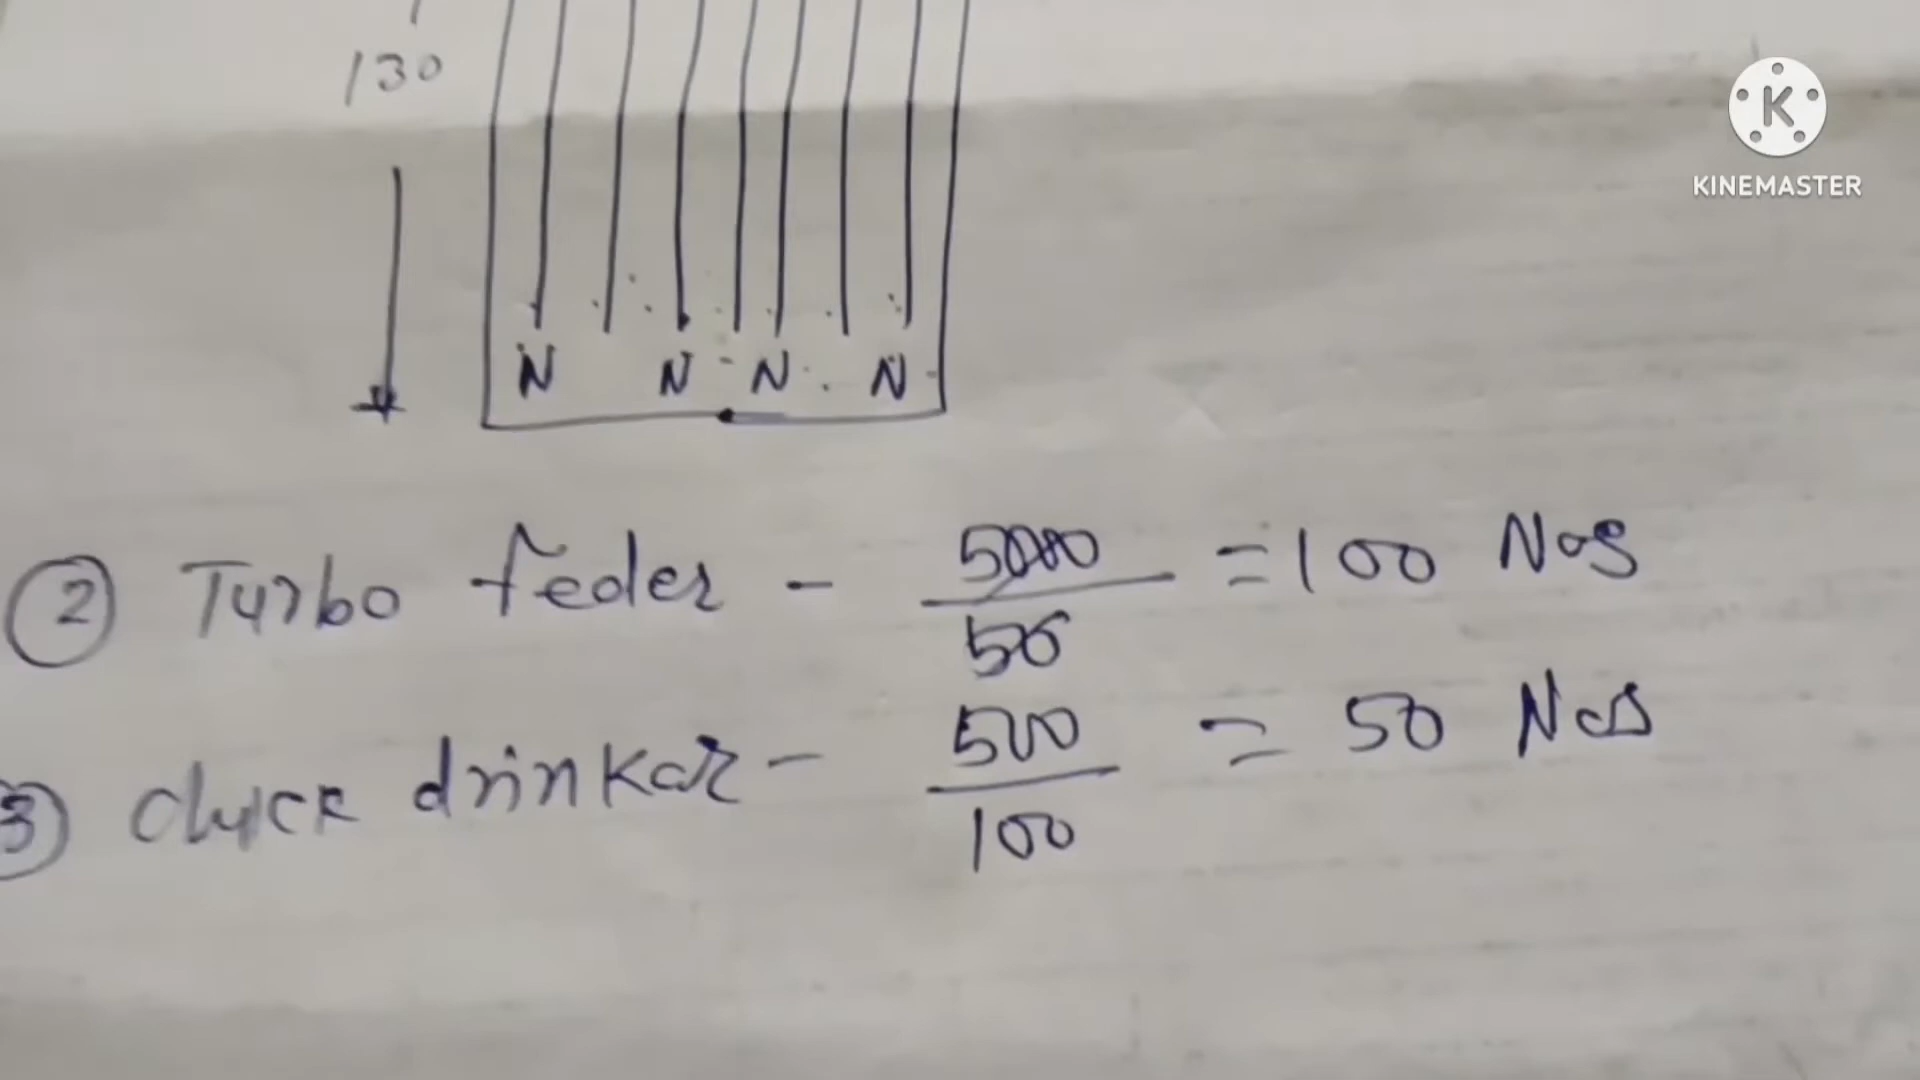 130
K
KINEMASTER
N N N N
② Turbo feder - 5000/50 = 100 Nos
③ chick drinkar - 500/100 = 50 Nos